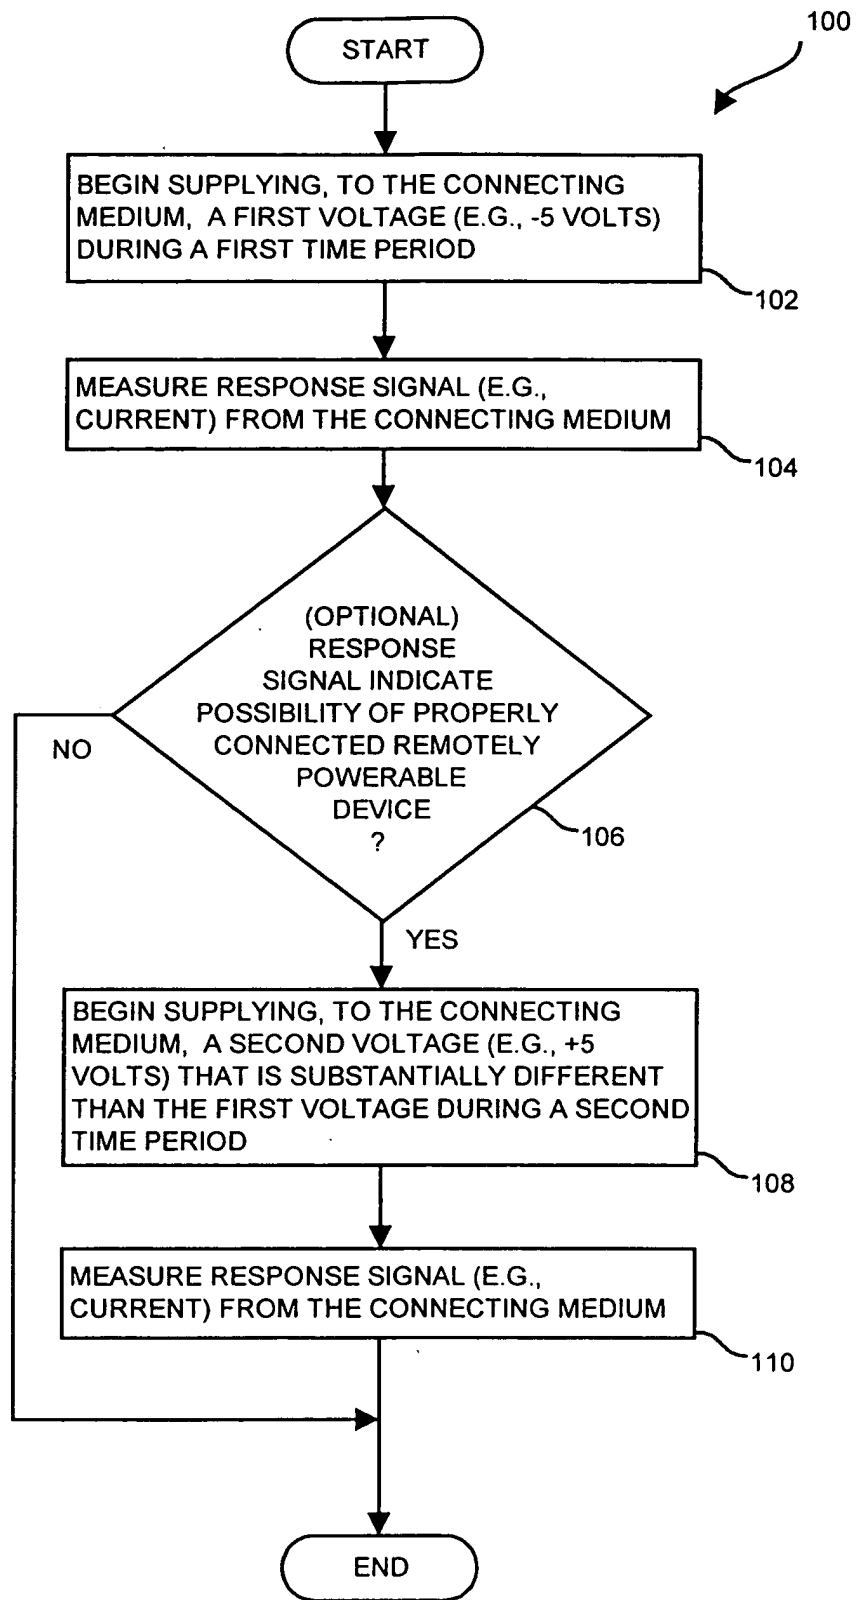 START
100
BEGIN SUPPLYING, TO THE CONNECTING
MEDIUM, A FIRST VOLTAGE (E.G., -5 VOLTS)
DURING A FIRST TIME PERIOD
102
MEASURE RESPONSE SIGNAL (E.G.,
CURRENT) FROM THE CONNECTING MEDIUM
104
(OPTIONAL)
RESPONSE
SIGNAL INDICATE
POSSIBILITY OF PROPERLY
CONNECTED REMOTELY
POWERABLE
DEVICE
?
NO
106
YES
BEGIN SUPPLYING, TO THE CONNECTING
MEDIUM, A SECOND VOLTAGE (E.G., +5
VOLTS) THAT IS SUBSTANTIALLY DIFFERENT
THAN THE FIRST VOLTAGE DURING A SECOND
TIME PERIOD
108
MEASURE RESPONSE SIGNAL (E.G.,
CURRENT) FROM THE CONNECTING MEDIUM
110
END